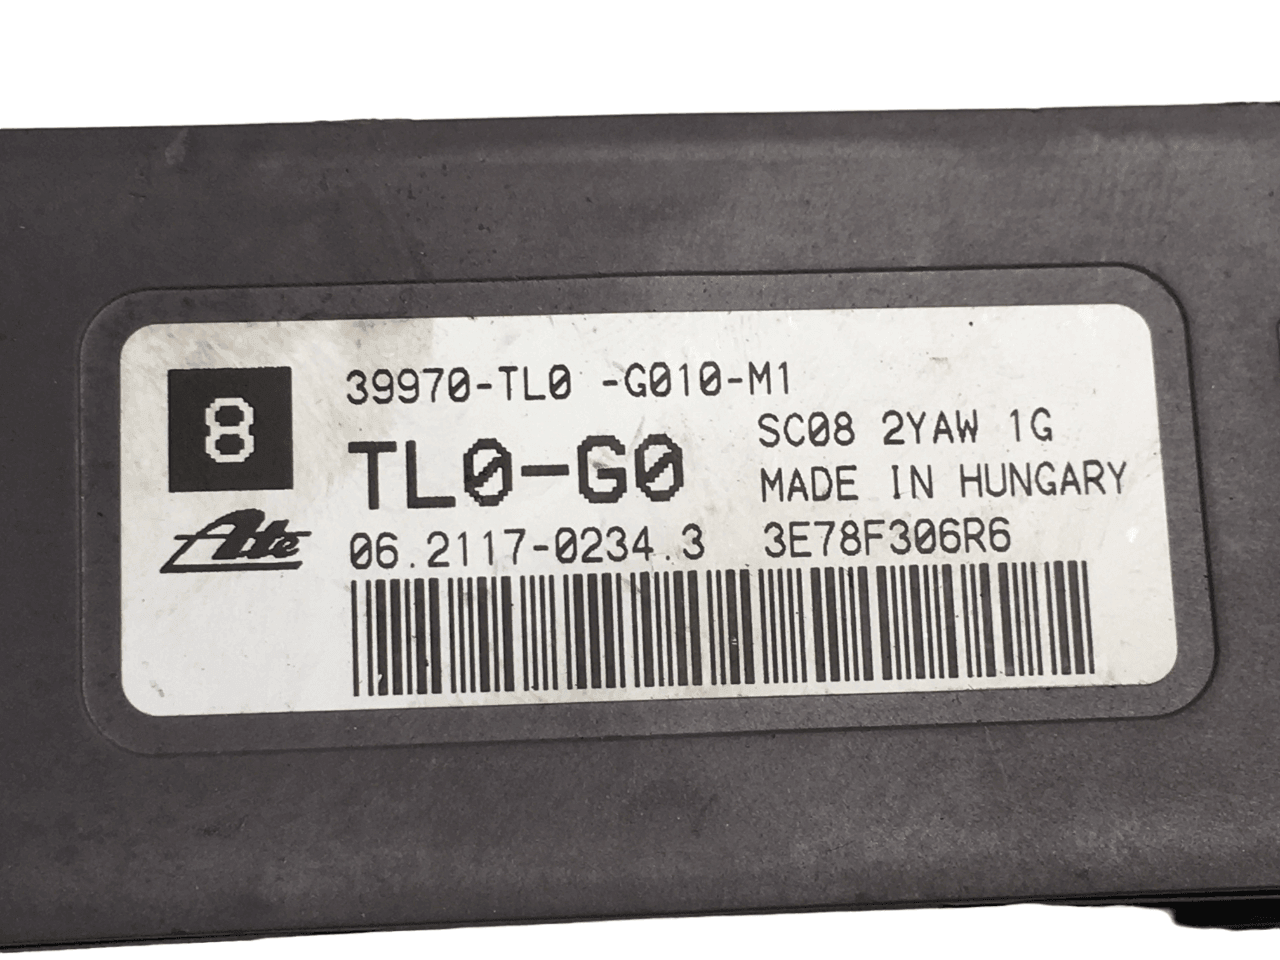 8
39970-TL0 -G010-M1
TL0-G0
SC08 2YAW 1G
MADE IN HUNGARY
Ate
06.2117-0234.3 3E78F306R6